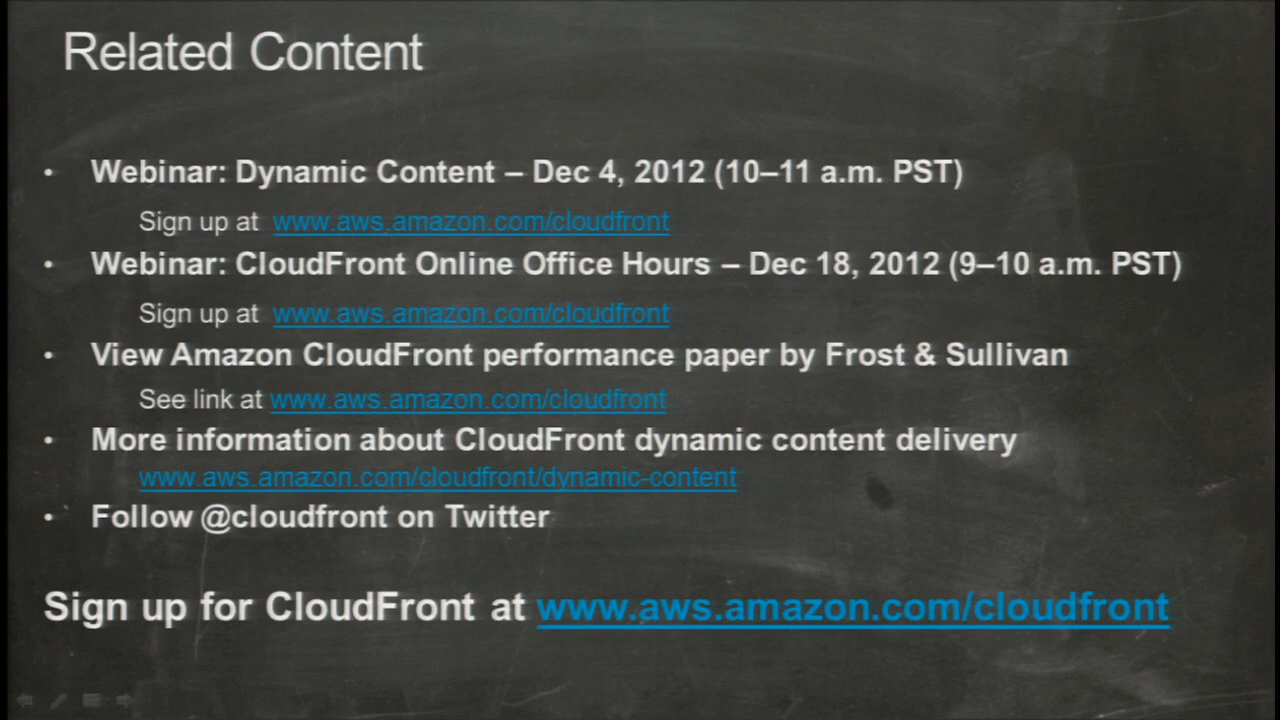 Related Content
• Webinar: Dynamic Content – Dec 4, 2012 (10–11 a.m. PST)
Sign up at www.aws.amazon.com/cloudfront
• Webinar: CloudFront Online Office Hours – Dec 18, 2012 (9–10 a.m. PST)
Sign up at www.aws.amazon.com/cloudfront
• View Amazon CloudFront performance paper by Frost & Sullivan
See link at www.aws.amazon.com/cloudfront
• More information about CloudFront dynamic content delivery
www.aws.amazon.com/cloudfront/dynamic-content
• Follow @cloudfront on Twitter
Sign up for CloudFront at www.aws.amazon.com/cloudfront